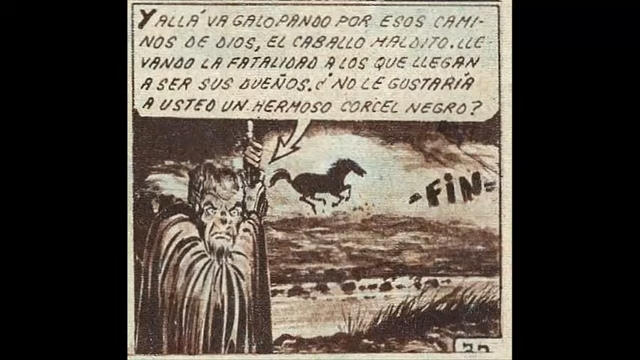 Y ALLÁ VA GALOPANDO POR ESOS CAMI-
NOS DE DIOS, EL CABALLO MALDITO. LLE-
VANDO LA FATALIDAD A LOS QUE LLEGAN
A SER SUS DUEÑOS. ¿NO LE GUSTARÍA
A USTED UN HERMOSO CORCEL NEGRO?
-FIN-